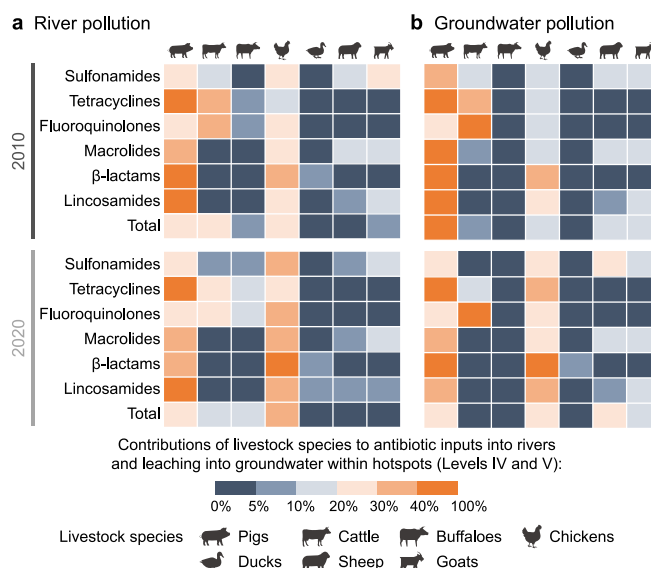 a River pollution
b Groundwater pollution
2010
Sulfonamides
Tetracyclines
Fluoroquinolones
Macrolides
β-lactams
Lincosamides
Total
2020
Sulfonamides
Tetracyclines
Fluoroquinolones
Macrolides
β-lactams
Lincosamides
Total
Contributions of livestock species to antibiotic inputs into rivers
and leaching into groundwater within hotspots (Levels IV and V):
0% 5% 10% 20% 30% 40% 100%
Livestock species Pigs Cattle Buffaloes Chickens
Ducks Sheep Goats